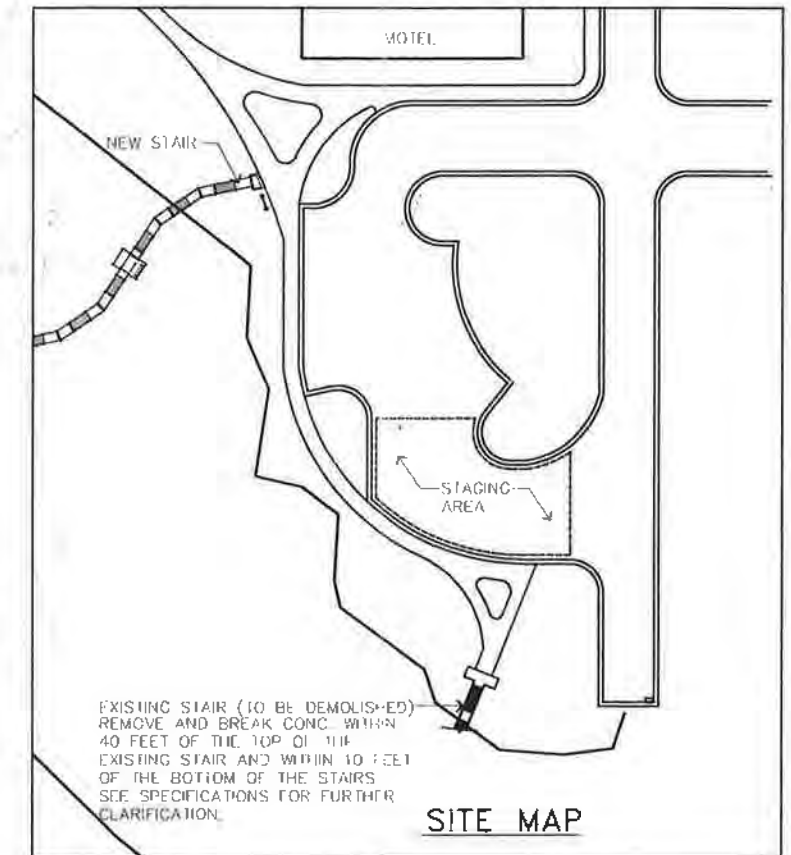 MOTEL
NEW STAIR
STAGING
AREA
EXISTING STAIR (TO BE DEMOLISHED)
REMOVE AND BREAK CONC. WITHIN
40 FEET OF THE TOP OF THE
EXISTING STAIR AND WITHIN 10 FEET
OF THE BOTTOM OF THE STAIRS
SEE SPECIFICATIONS FOR FURTHER
CLARIFICATION.
SITE MAP